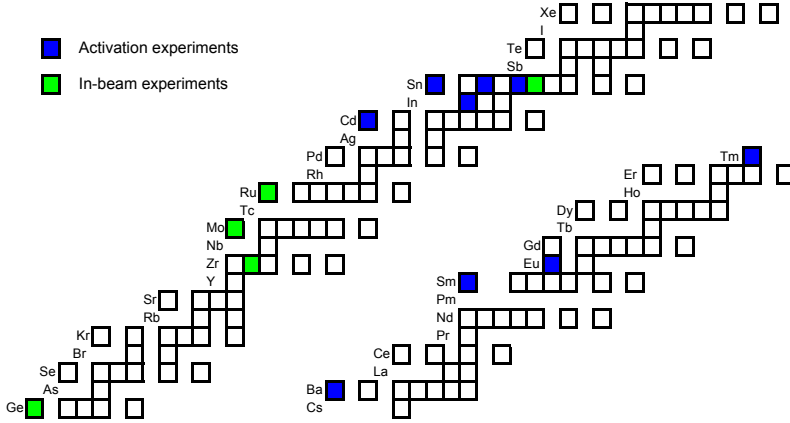 Xe
I
Activation experiments
Te
Sb
In-beam experiments
Sn
In
Cd
Ag
Pd
Tm
Rh
Er
Ru
Ho
Tc
Dy
Mo
Tb
Nb
Gd
Zr
Eu
Y
Sm
Sr
Pm
Rb
Nd
Kr
Pr
Br
Ce
Se
La
As
Ba
Ge
Cs